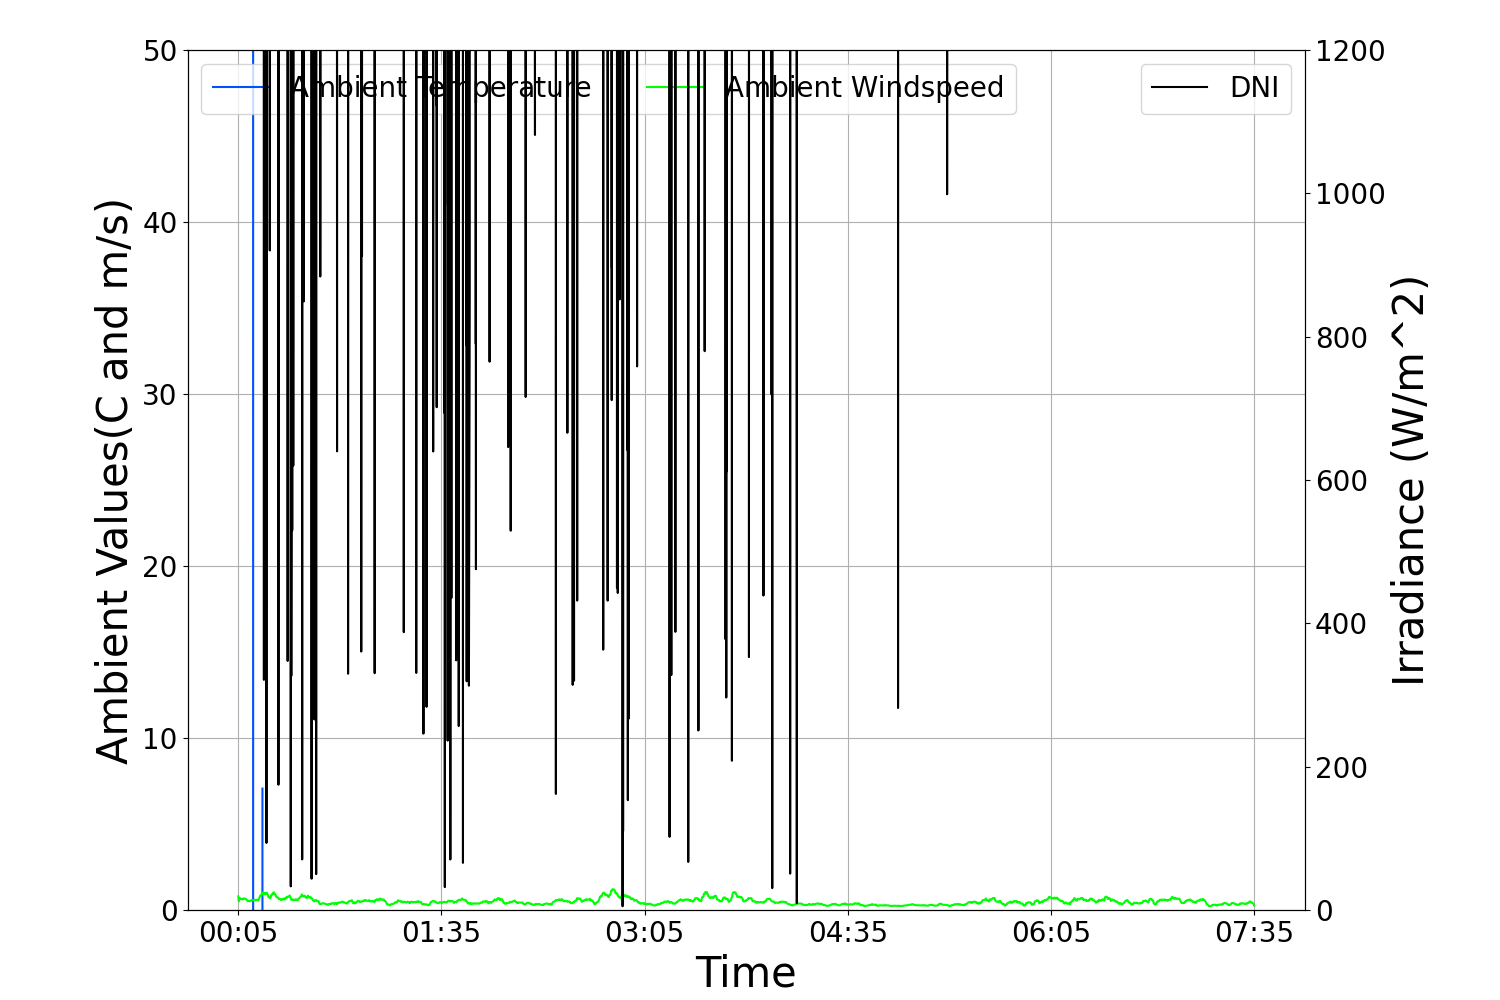 50
40
30
20
10
0
Ambient Values(C and m/s)
Ambient Temperature
Ambient Windspeed
DNI
1200
1000
800
600
400
200
0
Irradiance (W/m^2)
00:05 01:35 03:05 04:35 06:05 07:35
Time